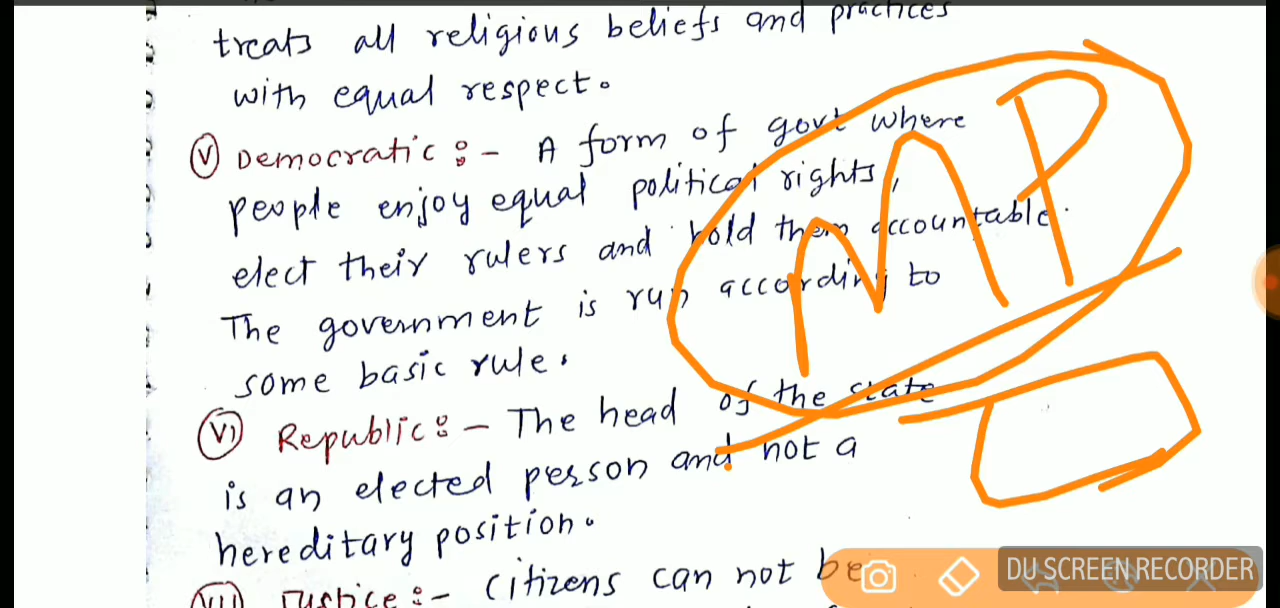 treats all religious beliefs and practices
with equal respect.
(V) Democratic :- A form of govt where
people enjoy equal political rights,
elect their rulers and hold them accountable.
The government is run according to
some basic rule.
(VI) Republic :- The head of the state
is an elected person and not a
hereditary position.
(VII) Justice :- Citizens can not be
MP
DU SCREEN RECORDER